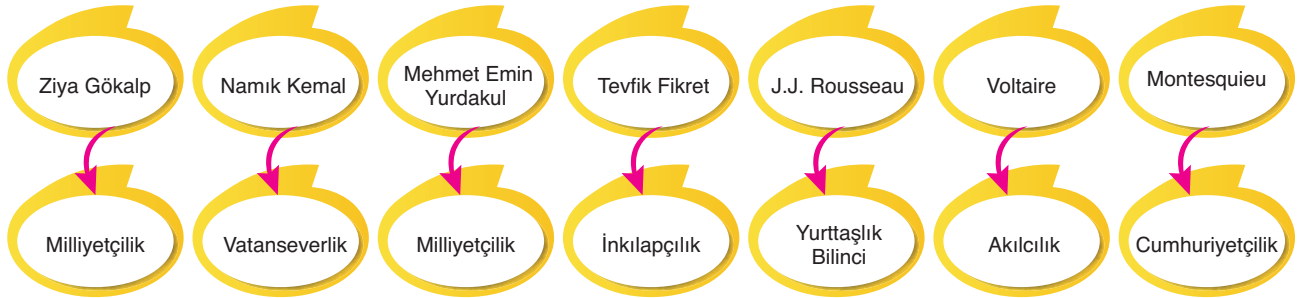 Ziya Gökalp
Namık Kemal
Mehmet Emin
Yurdakul
Tevfik Fikret
J.J. Rousseau
Voltaire
Montesquieu
Milliyetçilik
Vatanseverlik
Milliyetçilik
İnkılapçılık
Yurttaşlık
Bilinci
Akılcılık
Cumhuriyetçilik